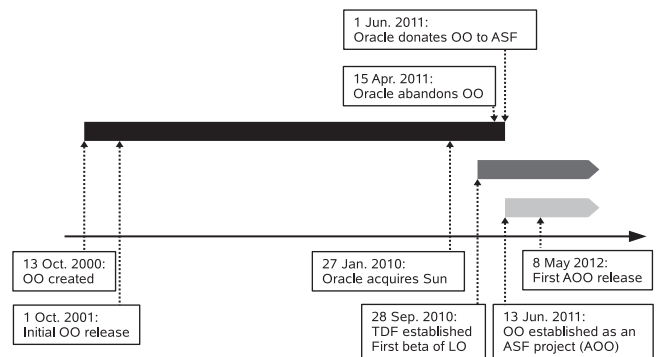 1 Jun. 2011:
Oracle donates OO to ASF
15 Apr. 2011:
Oracle abandons OO
13 Oct. 2000:
OO created
27 Jan. 2010:
Oracle acquires Sun
8 May 2012:
First AOO release
1 Oct. 2001:
Initial OO release
28 Sep. 2010:
TDF established
First beta of LO
13 Jun. 2011:
OO established as an
ASF project (AOO)